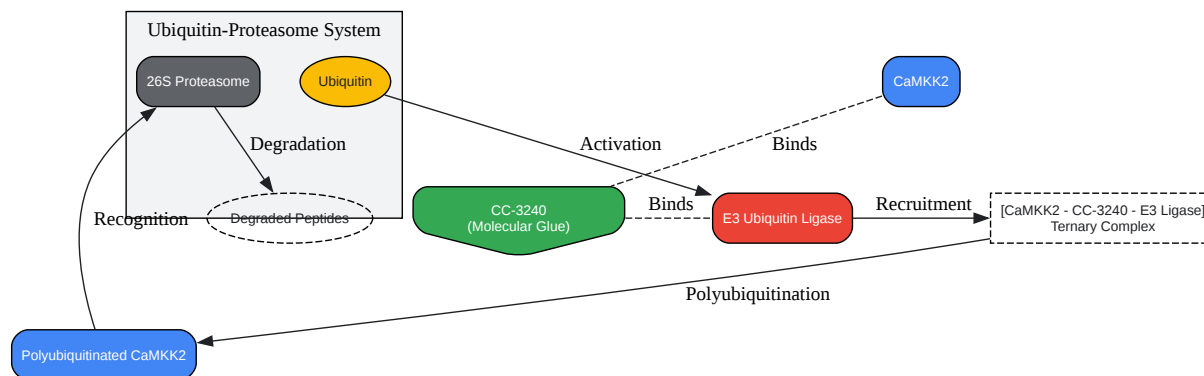 Ubiquitin-Proteasome System
26S Proteasome
Ubiquitin
CaMKK2
Degradation
Activation
Binds
Recognition
Degraded Peptides
CC-3240
(Molecular Glue)
Binds
E3 Ubiquitin Ligase
Recruitment
[CaMKK2 - CC-3240 - E3 Ligase]
Ternary Complex
Polyubiquitination
Polyubiquitinated CaMKK2